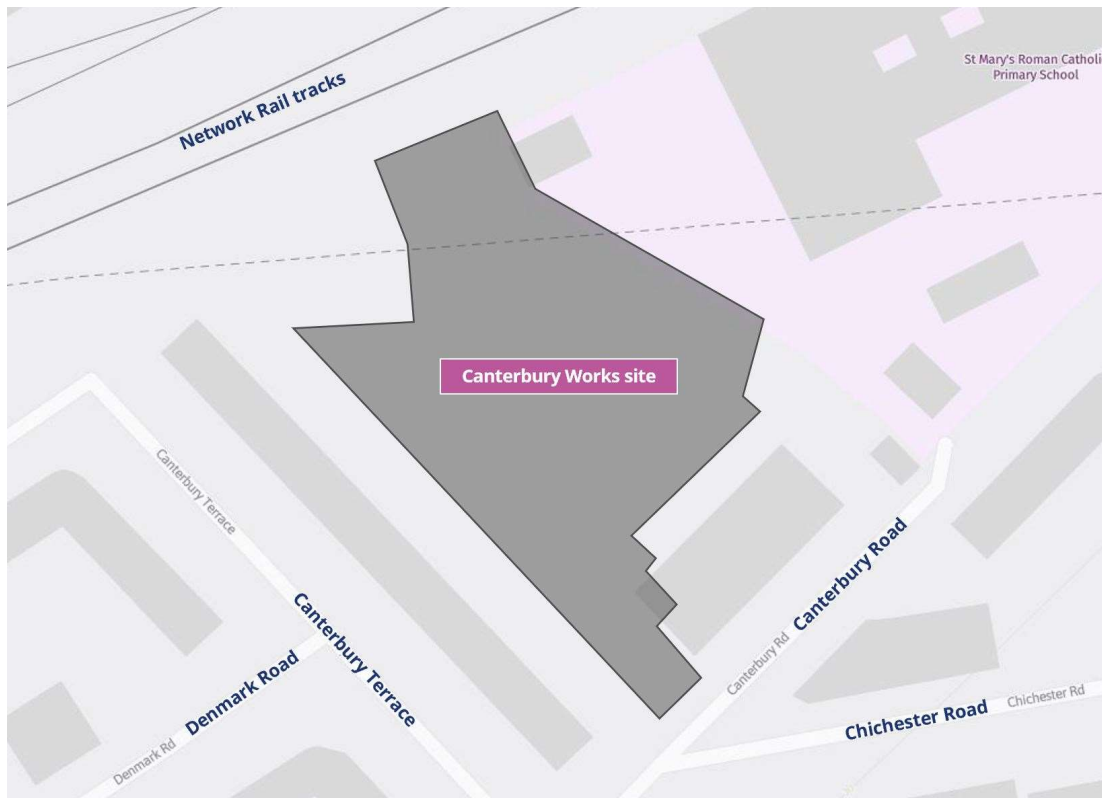 St Mary's Roman Catholi
Primary School
Network Rail tracks
Canterbury Works site
Canterbury Terrace
Canterbury Road
Canterbury Terrace
Denmark Road
Canterbury Rd
Chichester Rd
Chichester Road
Denmark Rd